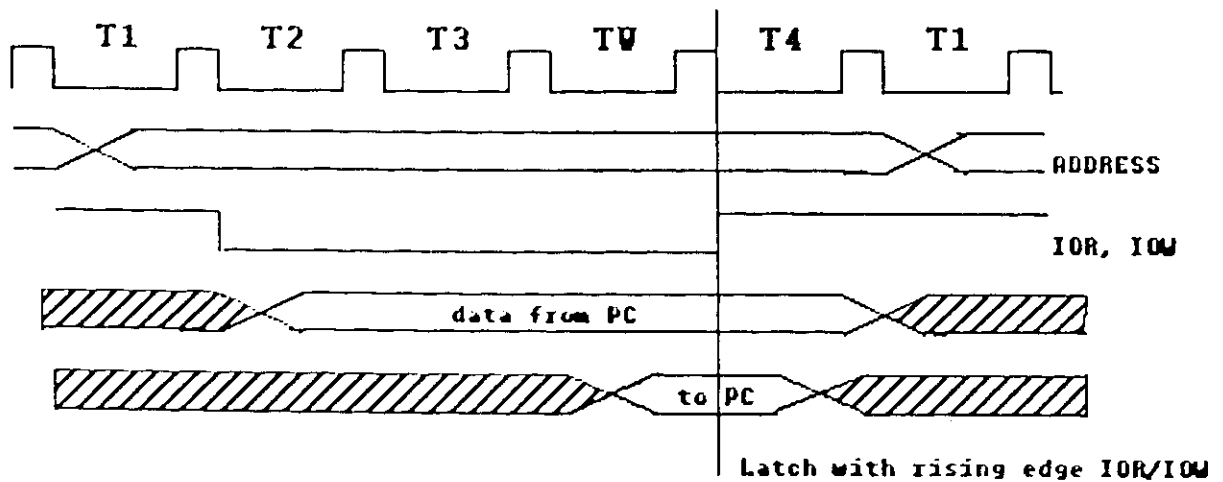 T1 T2 T3 TW T4 T1
ADDRESS
IOR, IOW
data from PC
to PC
Latch with rising edge IOR/IOW